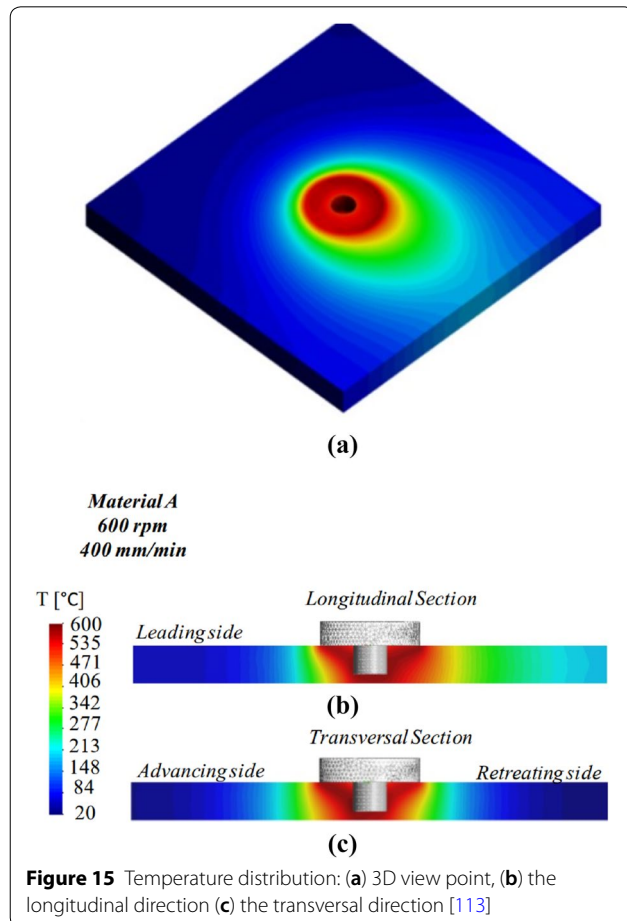 (a)
Material A
600 rpm
400 mm/min
T [°C]
600
535
471
406
342
277
213
148
84
20
Longitudinal Section
Leading side
(b)
Transversal Section
Advancing side
Retreating side
(c)
Figure 15 Temperature distribution: (a) 3D view point, (b) the
longitudinal direction (c) the transversal direction [113]